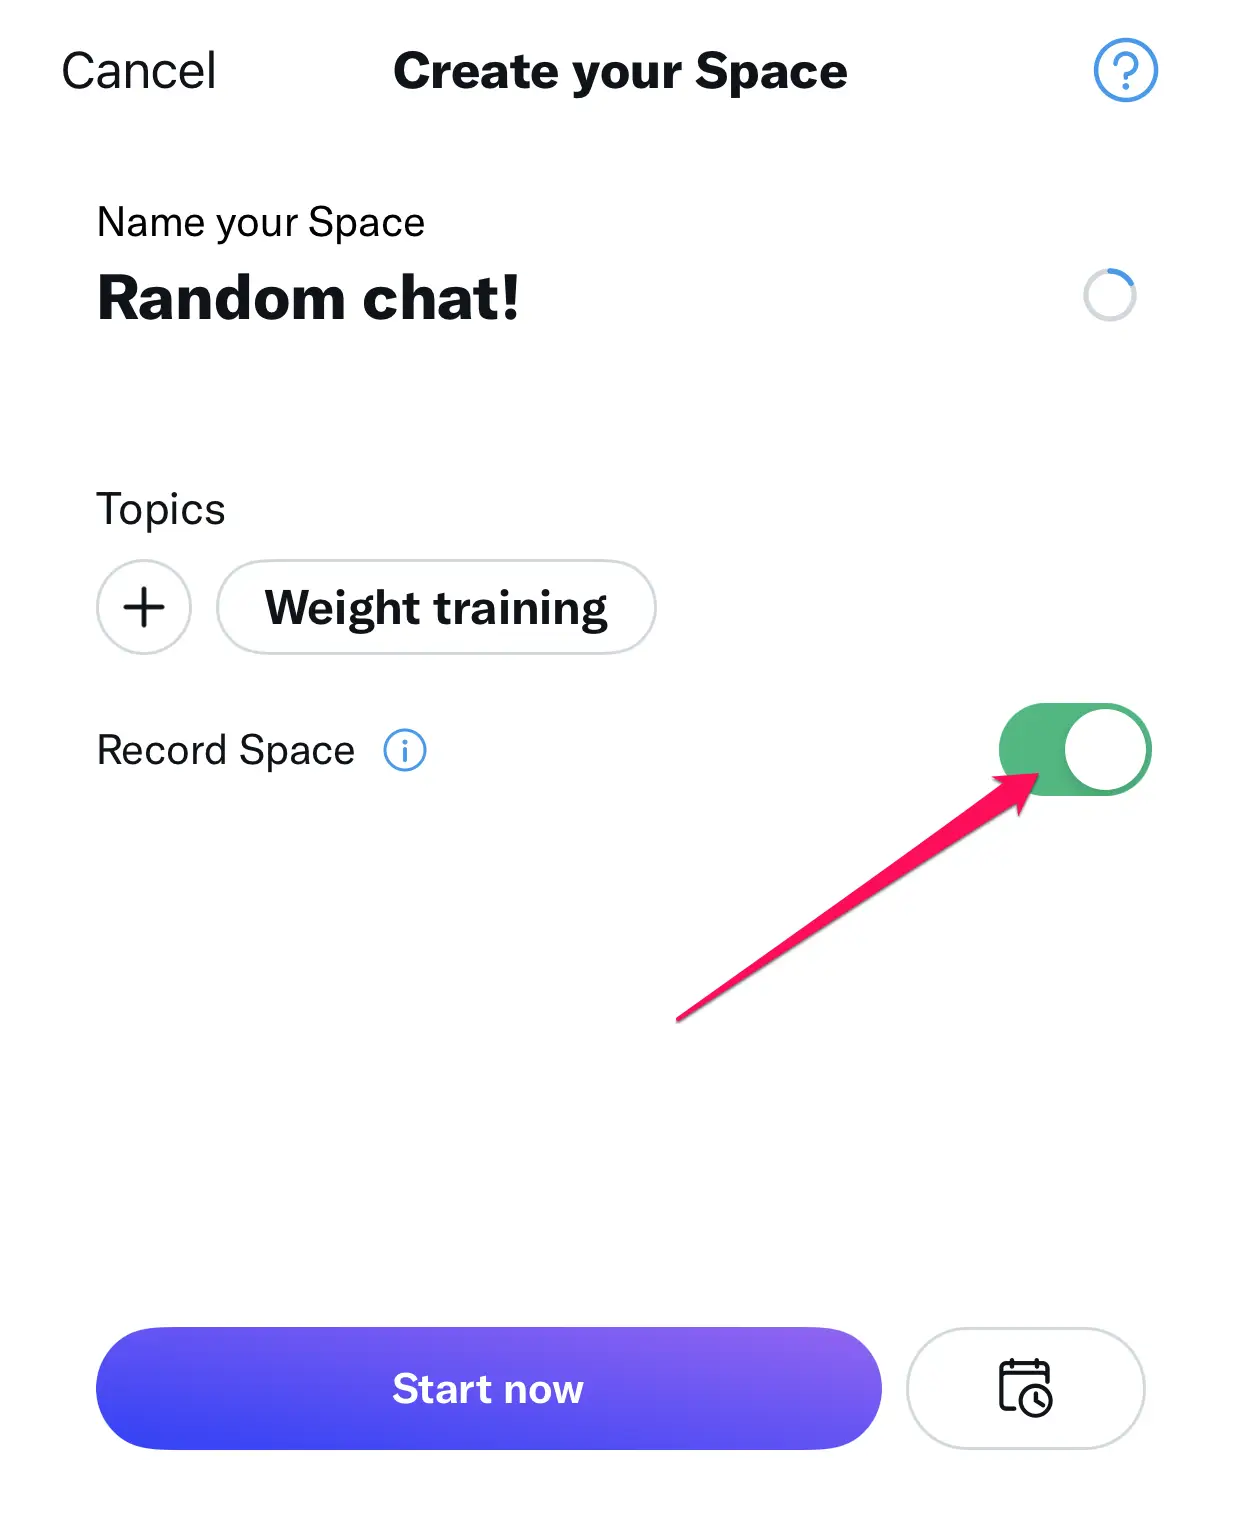 Cancel
Create your Space
Name your Space
Random chat!
Topics
Weight training
Record Space
Start now